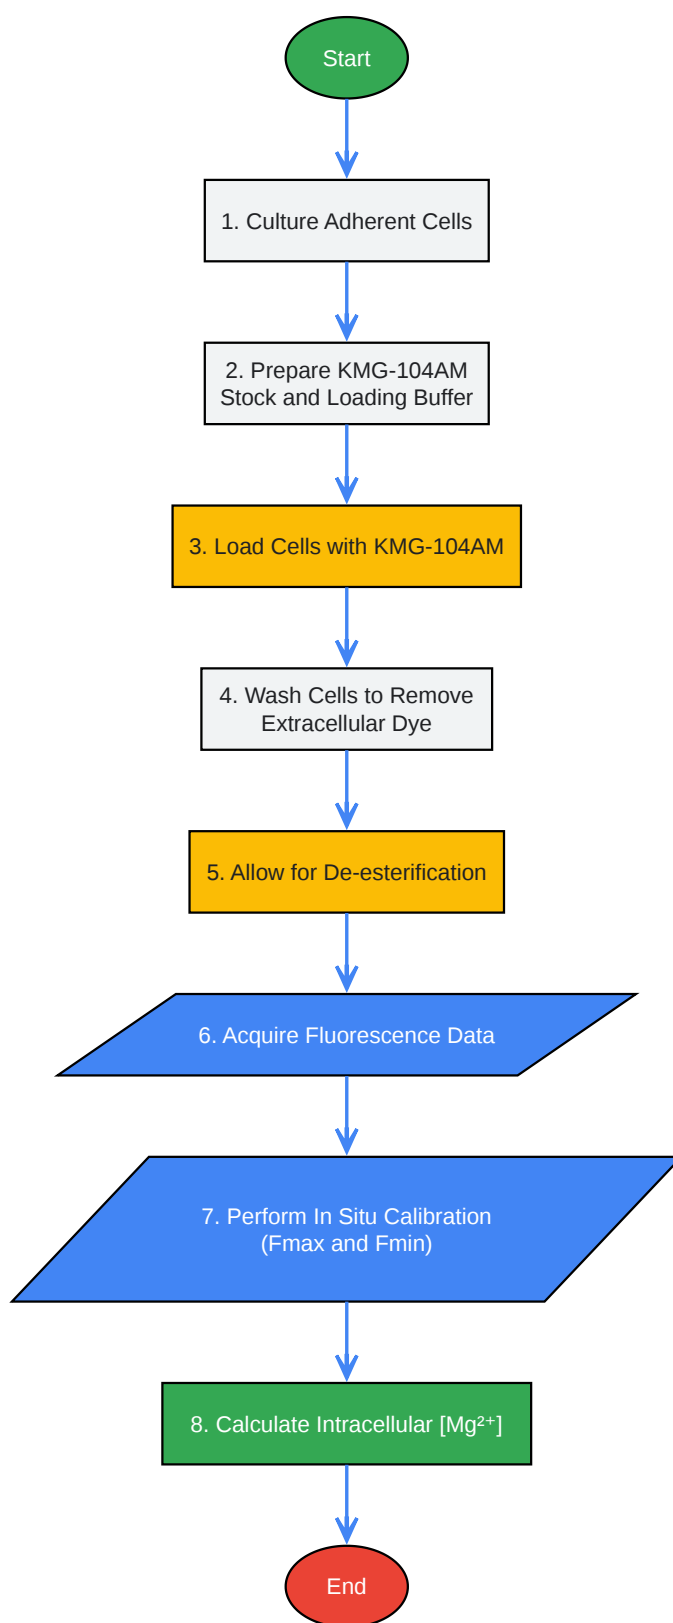 Start
1. Culture Adherent Cells
2. Prepare KMG-104AM
Stock and Loading Buffer
3. Load Cells with KMG-104AM
4. Wash Cells to Remove
Extracellular Dye
5. Allow for De-esterification
6. Acquire Fluorescence Data
7. Perform In Situ Calibration
(Fmax and Fmin)
8. Calculate Intracellular [Mg²⁺]
End